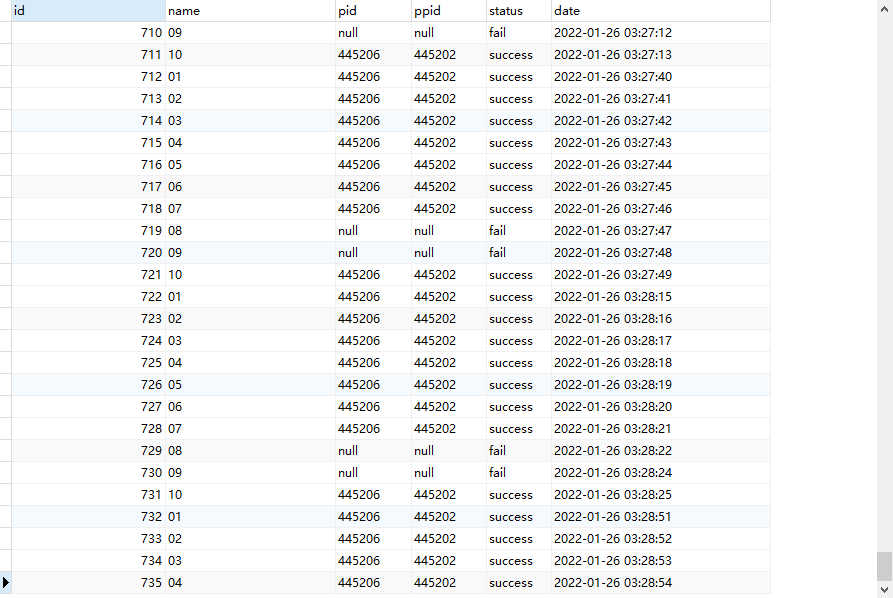 id name pid ppid status date
710 09 null null fail 2022-01-26 03:27:12
711 10 445206 445202 success 2022-01-26 03:27:13
712 01 445206 445202 success 2022-01-26 03:27:40
713 02 445206 445202 success 2022-01-26 03:27:41
714 03 445206 445202 success 2022-01-26 03:27:42
715 04 445206 445202 success 2022-01-26 03:27:43
716 05 445206 445202 success 2022-01-26 03:27:44
717 06 445206 445202 success 2022-01-26 03:27:45
718 07 445206 445202 success 2022-01-26 03:27:46
719 08 null null fail 2022-01-26 03:27:47
720 09 null null fail 2022-01-26 03:27:48
721 10 445206 445202 success 2022-01-26 03:27:49
722 01 445206 445202 success 2022-01-26 03:28:15
723 02 445206 445202 success 2022-01-26 03:28:16
724 03 445206 445202 success 2022-01-26 03:28:17
725 04 445206 445202 success 2022-01-26 03:28:18
726 05 445206 445202 success 2022-01-26 03:28:19
727 06 445206 445202 success 2022-01-26 03:28:20
728 07 445206 445202 success 2022-01-26 03:28:21
729 08 null null fail 2022-01-26 03:28:22
730 09 null null fail 2022-01-26 03:28:24
731 10 445206 445202 success 2022-01-26 03:28:25
732 01 445206 445202 success 2022-01-26 03:28:51
733 02 445206 445202 success 2022-01-26 03:28:52
734 03 445206 445202 success 2022-01-26 03:28:53
735 04 445206 445202 success 2022-01-26 03:28:54